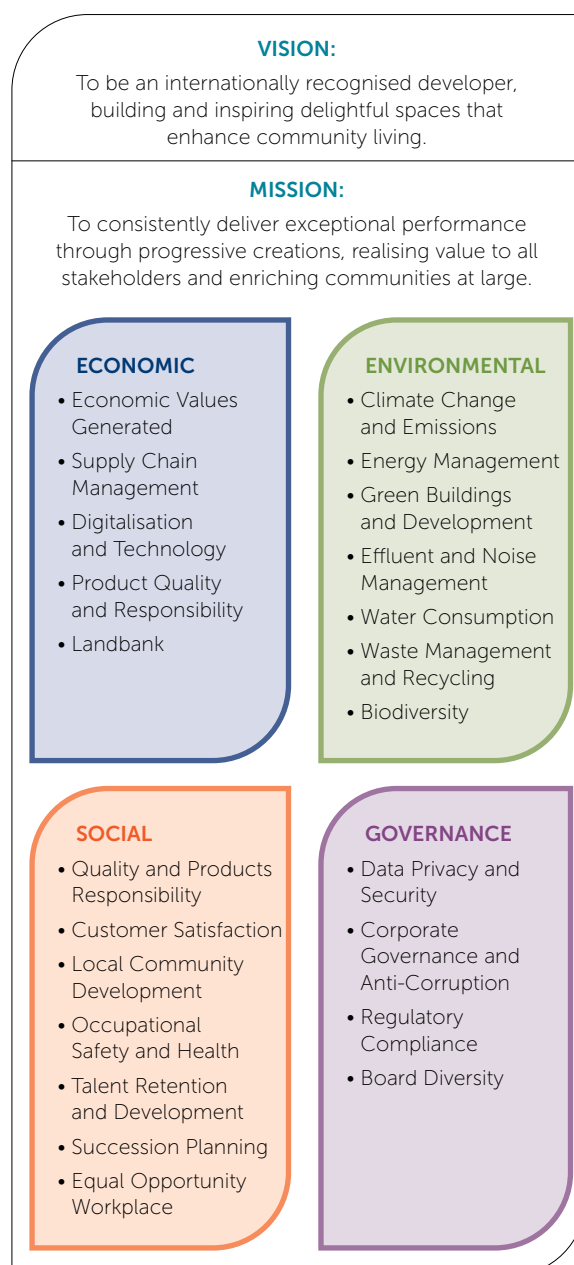 VISION:
To be an internationally recognised developer,
building and inspiring delightful spaces that
enhance community living.
MISSION:
To consistently deliver exceptional performance
through progressive creations, realising value to all
stakeholders and enriching communities at large.
ECONOMIC
• Economic Values
Generated
• Supply Chain
Management
• Digitalisation
and Technology
• Product Quality
and Responsibility
• Landbank
ENVIRONMENTAL
• Climate Change
and Emissions
• Energy Management
• Green Buildings
and Development
• Effluent and Noise
Management
• Water Consumption
• Waste Management
and Recycling
• Biodiversity
SOCIAL
• Quality and Products
Responsibility
• Customer Satisfaction
• Local Community
Development
• Occupational
Safety and Health
• Talent Retention
and Development
• Succession Planning
• Equal Opportunity
Workplace
GOVERNANCE
• Data Privacy and
Security
• Corporate
Governance and
Anti-Corruption
• Regulatory
Compliance
• Board Diversity